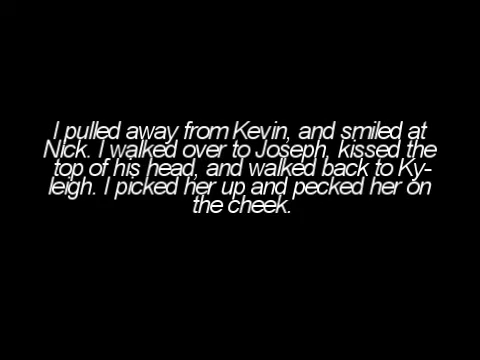 I pulled away from Kevin, and smiled at
Nick. I walked over to Joseph, kissed the
top of his head, and walked back to Ky-
leigh. I picked her up and pecked her on
the cheek.